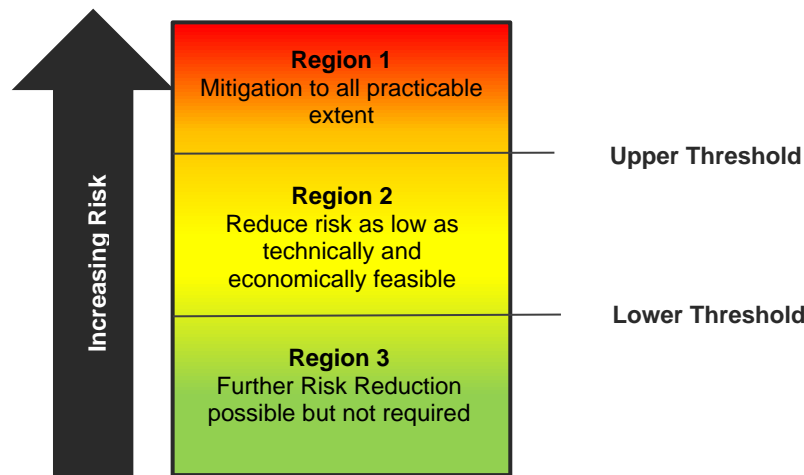 Increasing Risk
Region 1
Mitigation to all practicable
extent
Upper Threshold
Region 2
Reduce risk as low as
technically and
economically feasible
Lower Threshold
Region 3
Further Risk Reduction
possible but not required